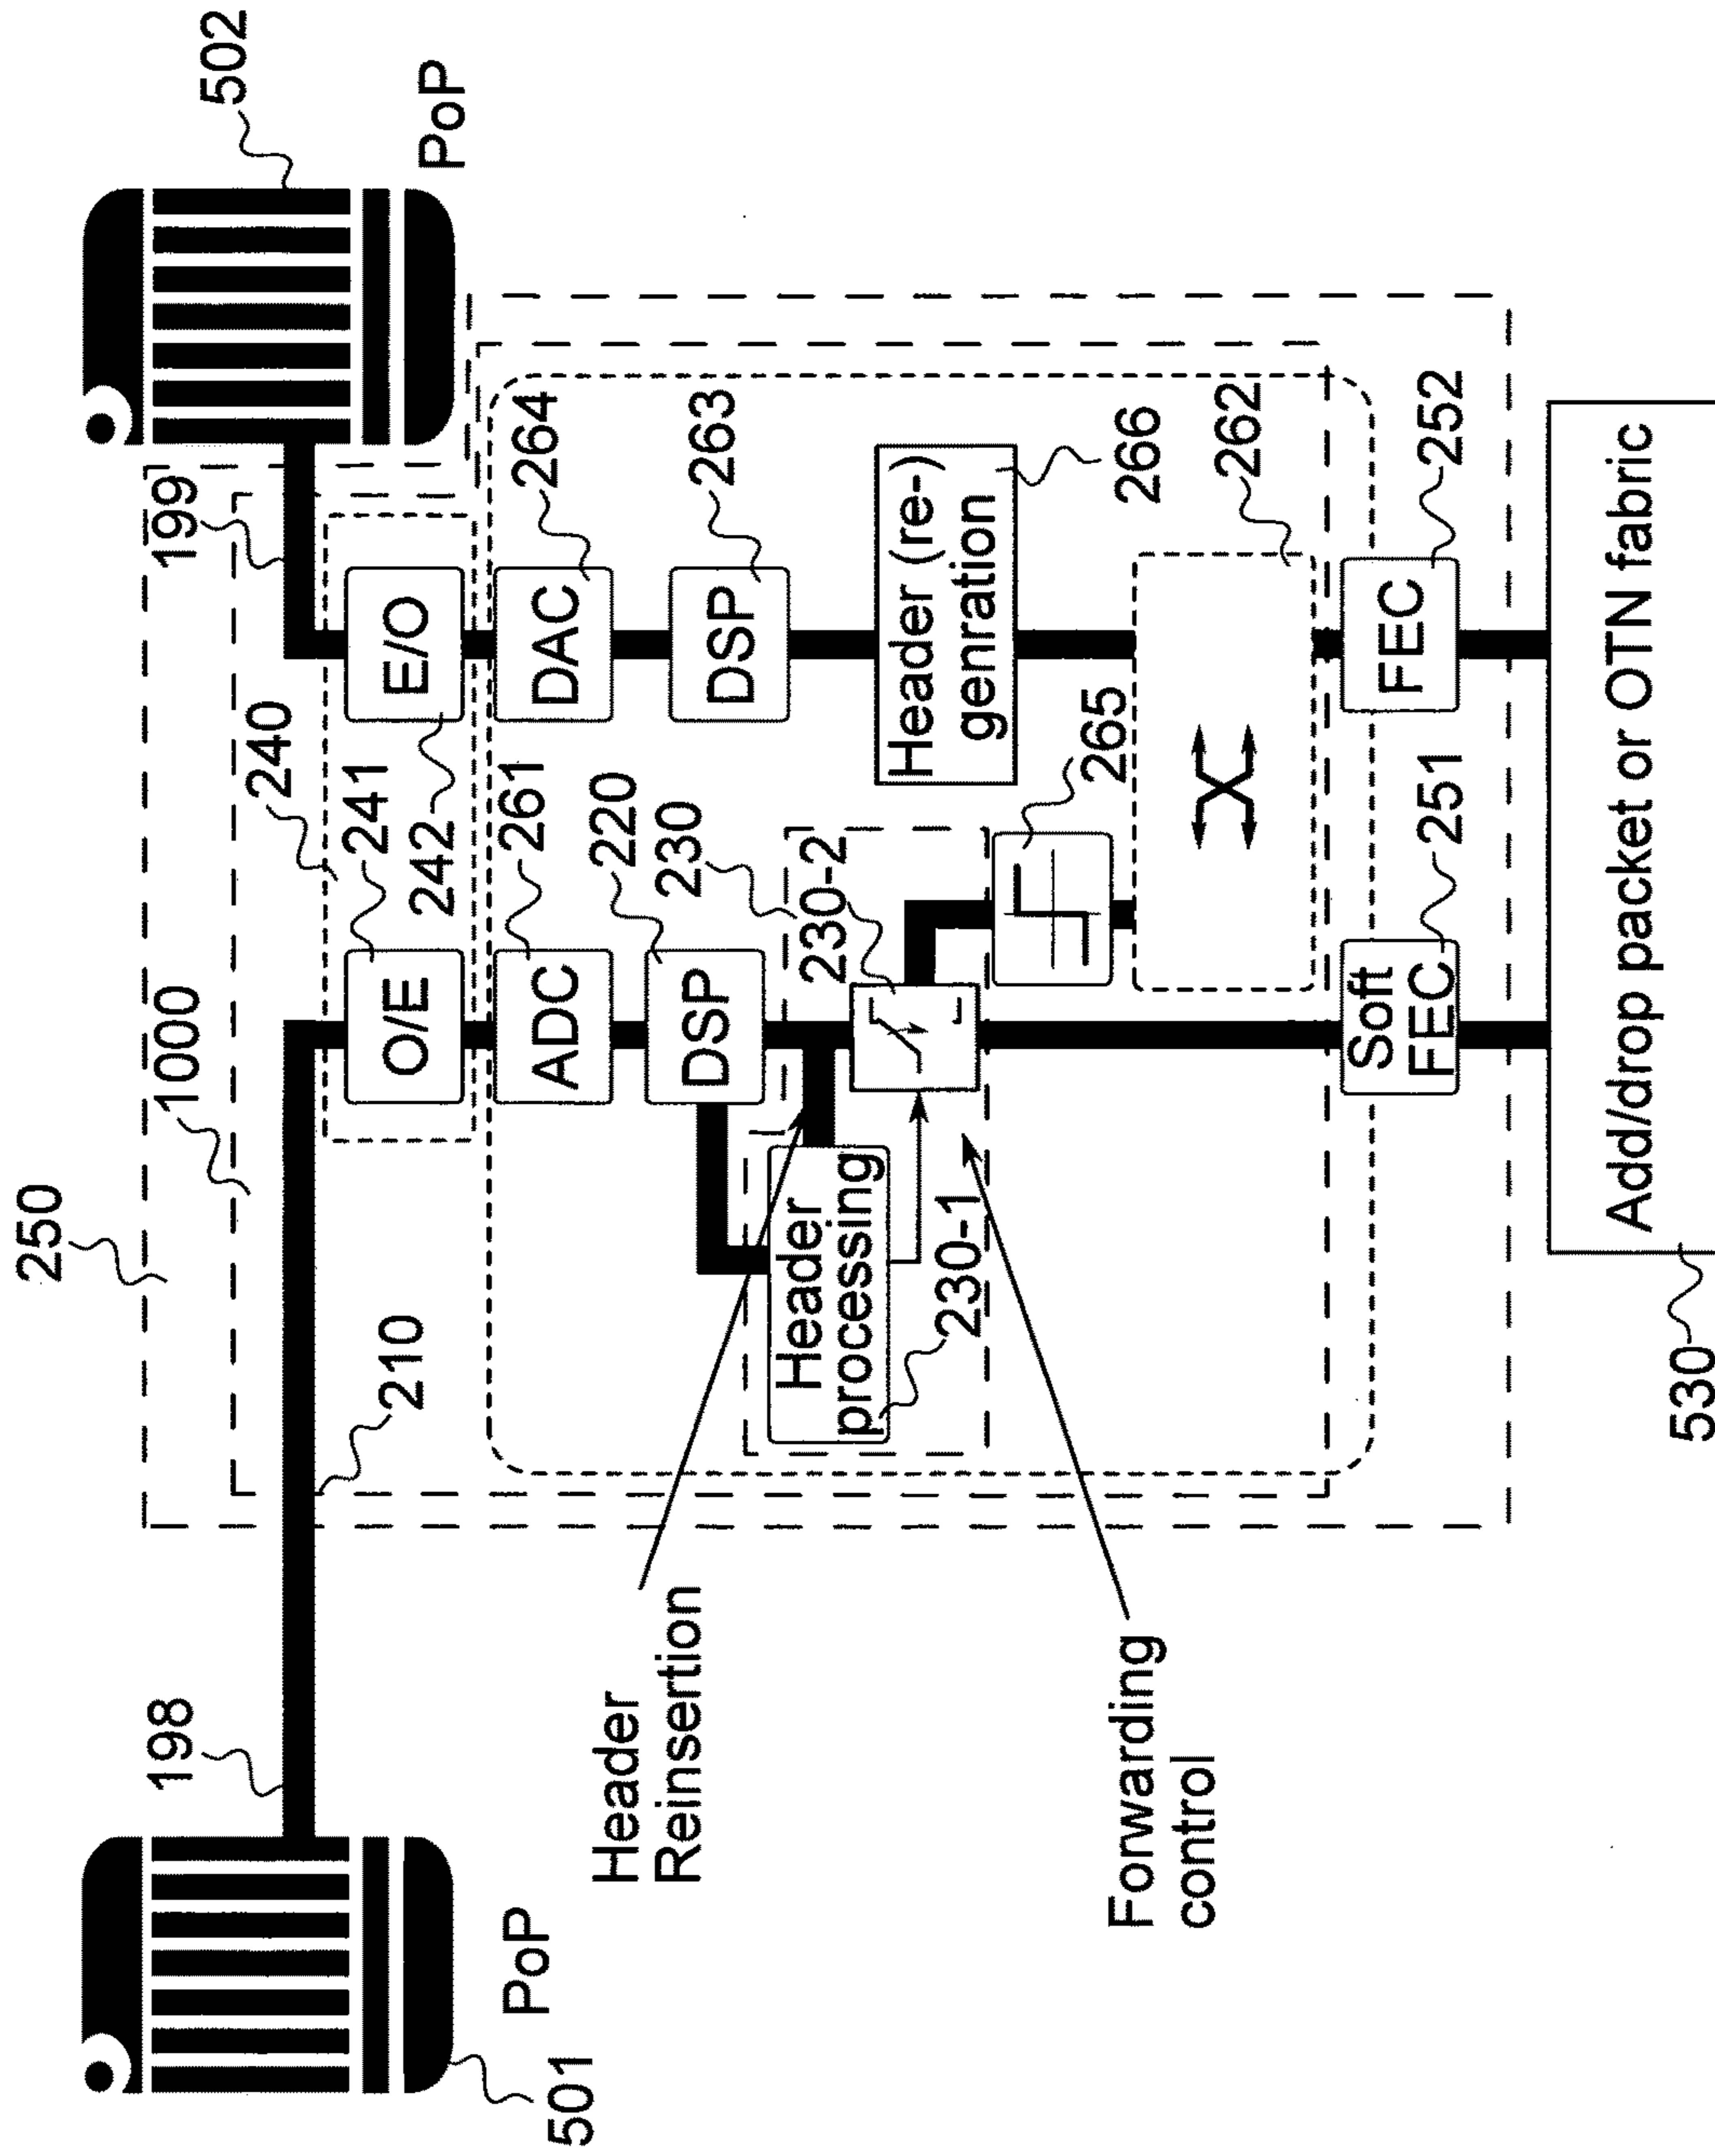 250
198
1000
199
502
240
241
210
O/E
E/O
242
PoP
PoP
261
264
ADC
DAC
501
220
Header
Reinsertion
230
DSP
DSP
263
Header
processing
230-2
Header (re-)
genration
230-1
265
266
Forwarding
control
262
Soft
FEC
FEC
251
252
Add/drop packet or OTN fabric
530